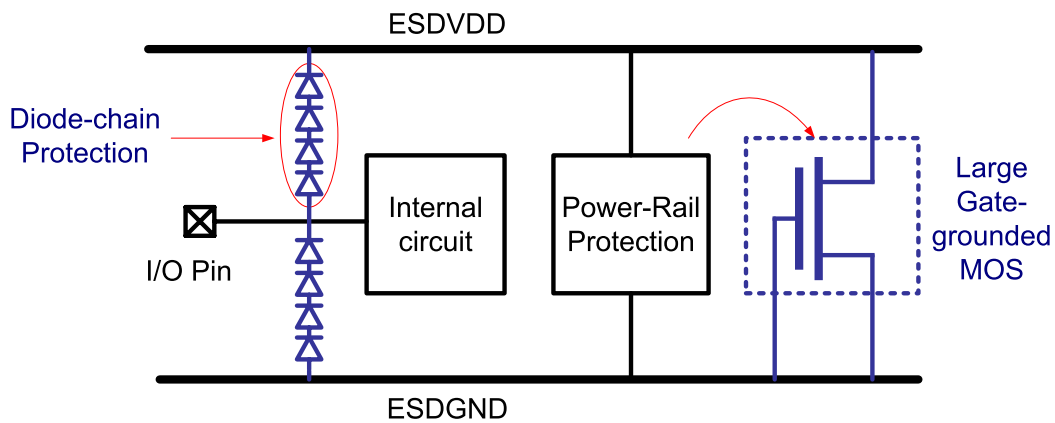 ESDVDD
Diode-chain
Protection
Internal
circuit
Power-Rail
Protection
Large
Gate-
grounded
MOS
I/O Pin
ESDGND